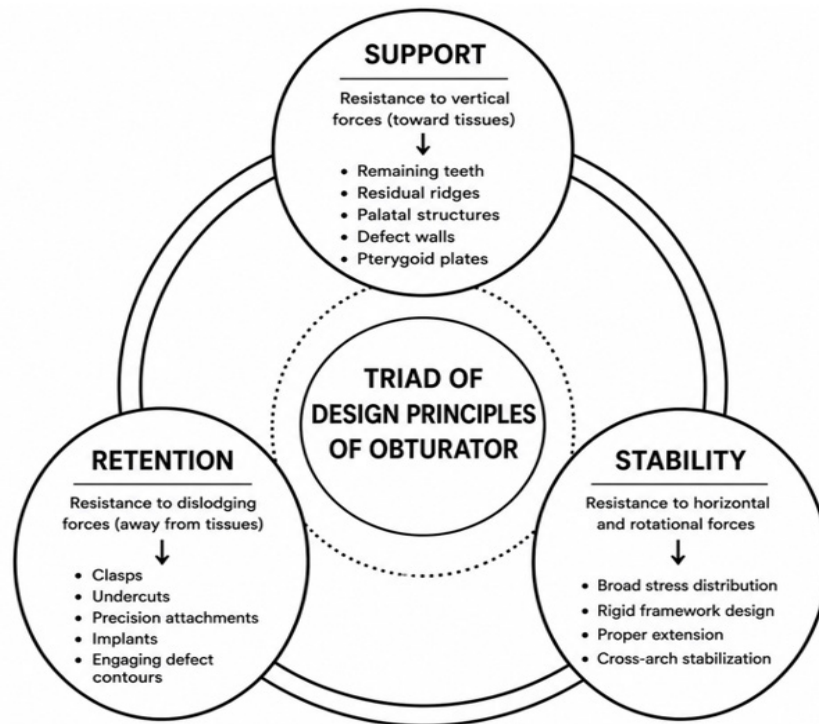 SUPPORT
Resistance to vertical
forces (toward tissues)
• Remaining teeth
• Residual ridges
• Palatal structures
• Defect walls
• Pterygoid plates
TRIAD OF
DESIGN PRINCIPLES
OF OBTURATOR
RETENTION
Resistance to dislodging
forces (away from tissues)
• Clasps
• Undercuts
• Precision attachments
• Implants
• Engaging defect
contours
STABILITY
Resistance to horizontal
and rotational forces
• Broad stress distribution
• Rigid framework design
• Proper extension
• Cross-arch stabilization